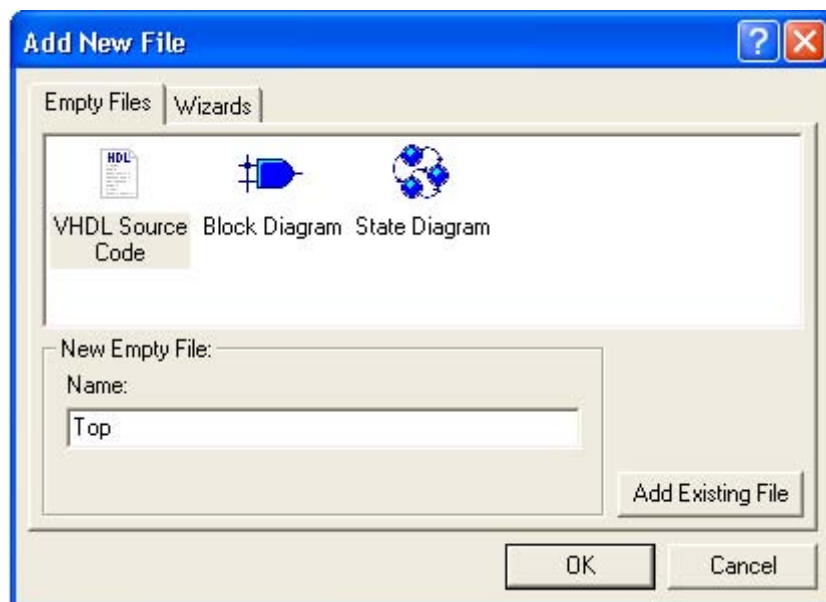 Add New File
?
Empty Files
Wizards
HDL
VHDL Source
Code
Block Diagram
State Diagram
New Empty File:
Name:
Top
Add Existing File
OK
Cancel